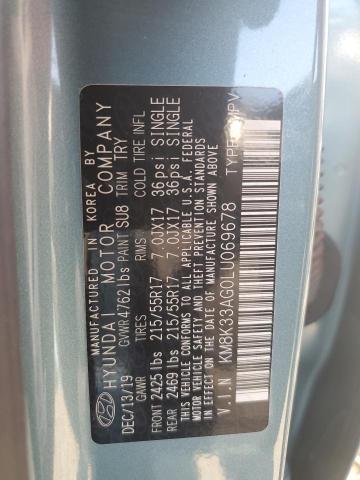 MANUFACTURED IN KOREA BY
HYUNDAI MOTOR COMPANY
DEC/13/19 GVWR 4762 lbs PAINT SU8 TRIM TRY
GAWR TIRES RIMS COLD TIRE INFL
FRONT 2425 lbs 215/55R17 7.0JX17 36psi SINGLE
REAR 2469 lbs 215/55R17 7.0JX17 36psi SINGLE
THIS VEHICLE CONFORMS TO ALL APPLICABLE U.S.A. FEDERAL
MOTOR VEHICLE SAFETY STANDARDS IN EFFECT ON
THE DATE OF MANUFACTURE SHOWN ABOVE
V.I.N KM8K33AG0LU069678 TYPE MPV